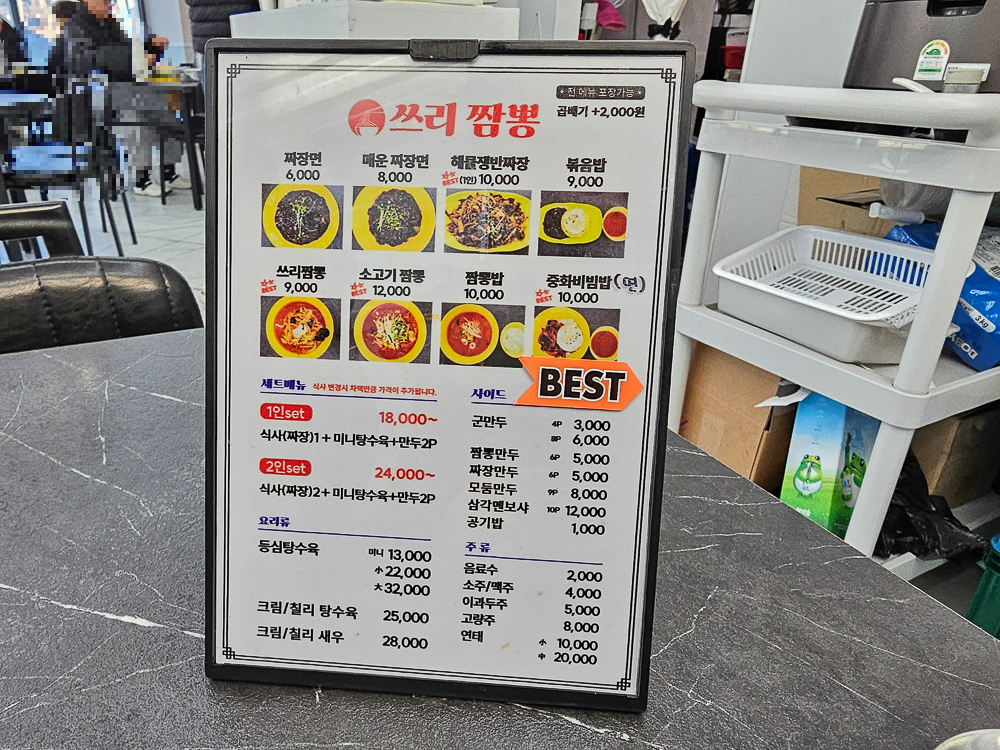 * 전 메뉴 포장가능 *
쓰리 짬뽕
곱빼기 +2,000원
짜장면
6,000
매운 짜장면
8,000
해물쟁반짜장
BEST (1인) 10,000
볶음밥
9,000
쓰리짬뽕
BEST 9,000
소고기 짬뽕
BEST 12,000
짬뽕밥
10,000
중화비빔밥(면)
BEST 10,000
BEST
세트메뉴 식사 변경시 차액만큼 가격이 추가됩니다.
1인set 18,000~
식사(짜장)1+미니탕수육+만두2P
2인set 24,000~
식사(짜장)2+미니탕수육+만두2P
요리류
등심탕수육 미니 13,000
小 22,000
大 32,000
크림/칠리 탕수육 25,000
크림/칠리 새우 28,000
사이드
군만두 4P 3,000
8P 6,000
짬뽕만두 6P 5,000
짜장만두 6P 5,000
모둠만두 9P 8,000
삼각멘보샤 10P 12,000
공기밥 1,000
주류
음료수 2,000
소주/맥주 4,000
이과두주 5,000
고량주 8,000
연태 小 10,000
中 20,000
3kg